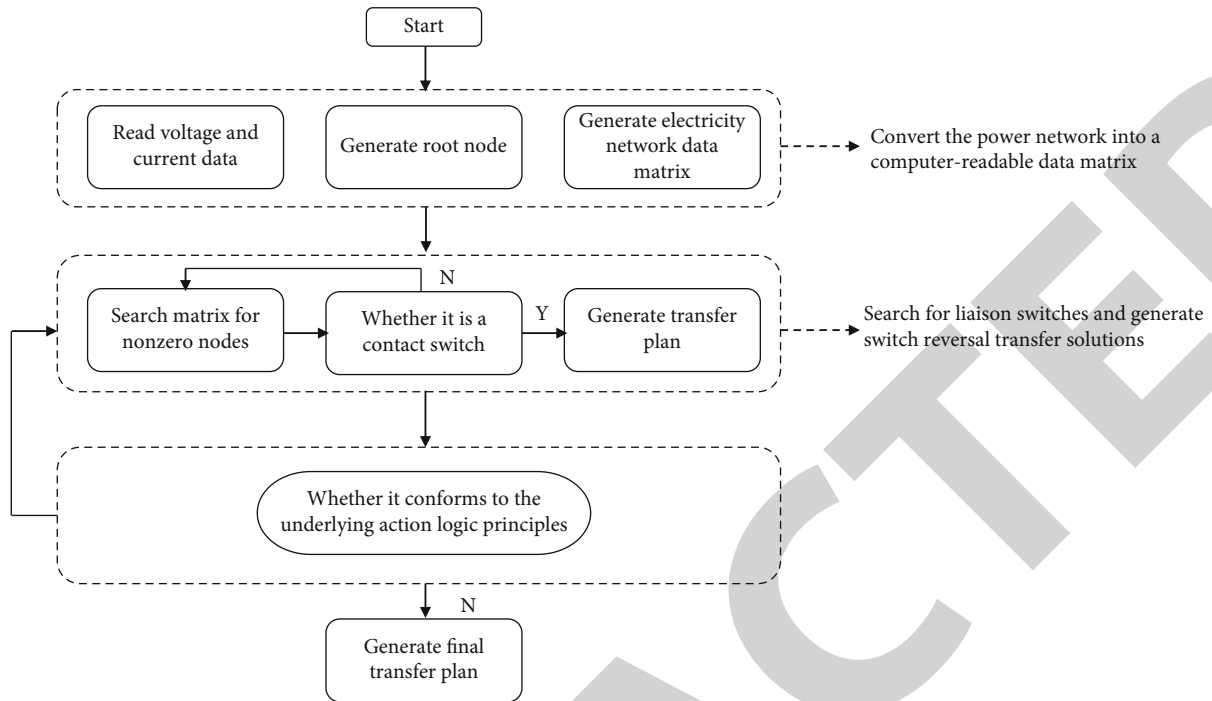 Start
Read voltage and
current data
Generate root node
Generate electricity
network data
matrix
Convert the power network into a
computer-readable data matrix
N
Search matrix for
nonzero nodes
Whether it is a
contact switch
Y
Generate transfer
plan
Search for liaison switches and generate
switch reversal transfer solutions
Whether it conforms to the
underlying action logic principles
N
Generate final
transfer plan